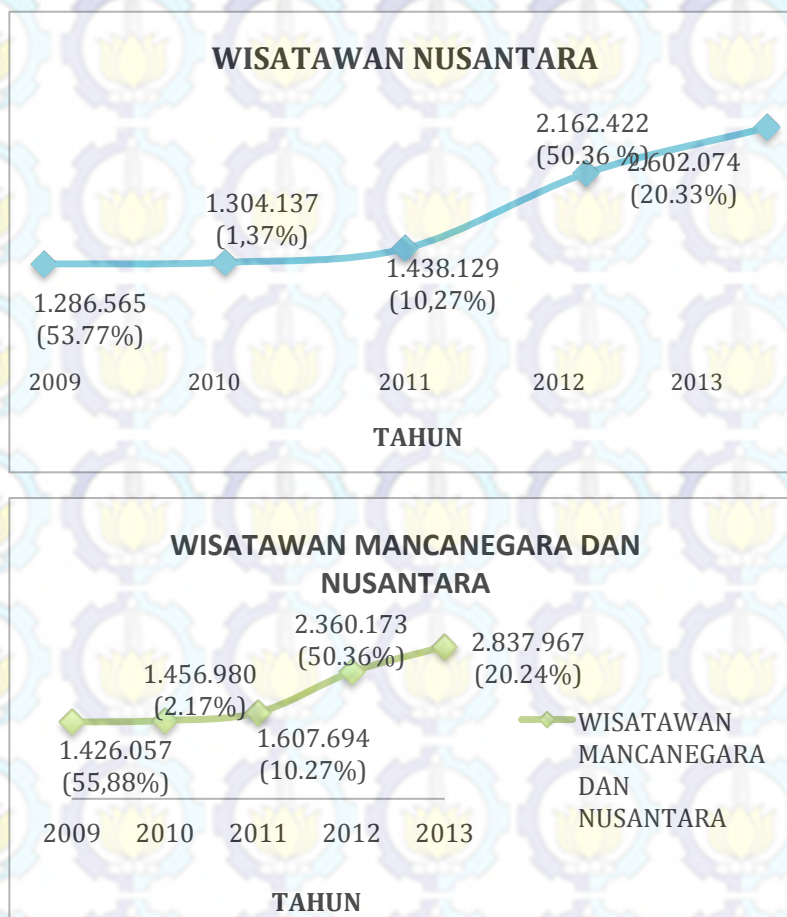 WISATAWAN NUSANTARA
2.162.422
(50.36 %)
2.602.074
(20.33%)
1.304.137
(1,37%)
1.438.129
(10,27%)
1.286.565
(53.77%)
2009 2010 2011 2012 2013
TAHUN
WISATAWAN MANCANEGARA DAN
NUSANTARA
2.360.173
(50.36%)
2.837.967
(20.24%)
1.456.980
(2.17%)
1.426.057
(55,88%)
1.607.694
(10.27%)
WISATAWAN
MANCANEGARA
DAN
NUSANTARA
2009 2010 2011 2012 2013
TAHUN